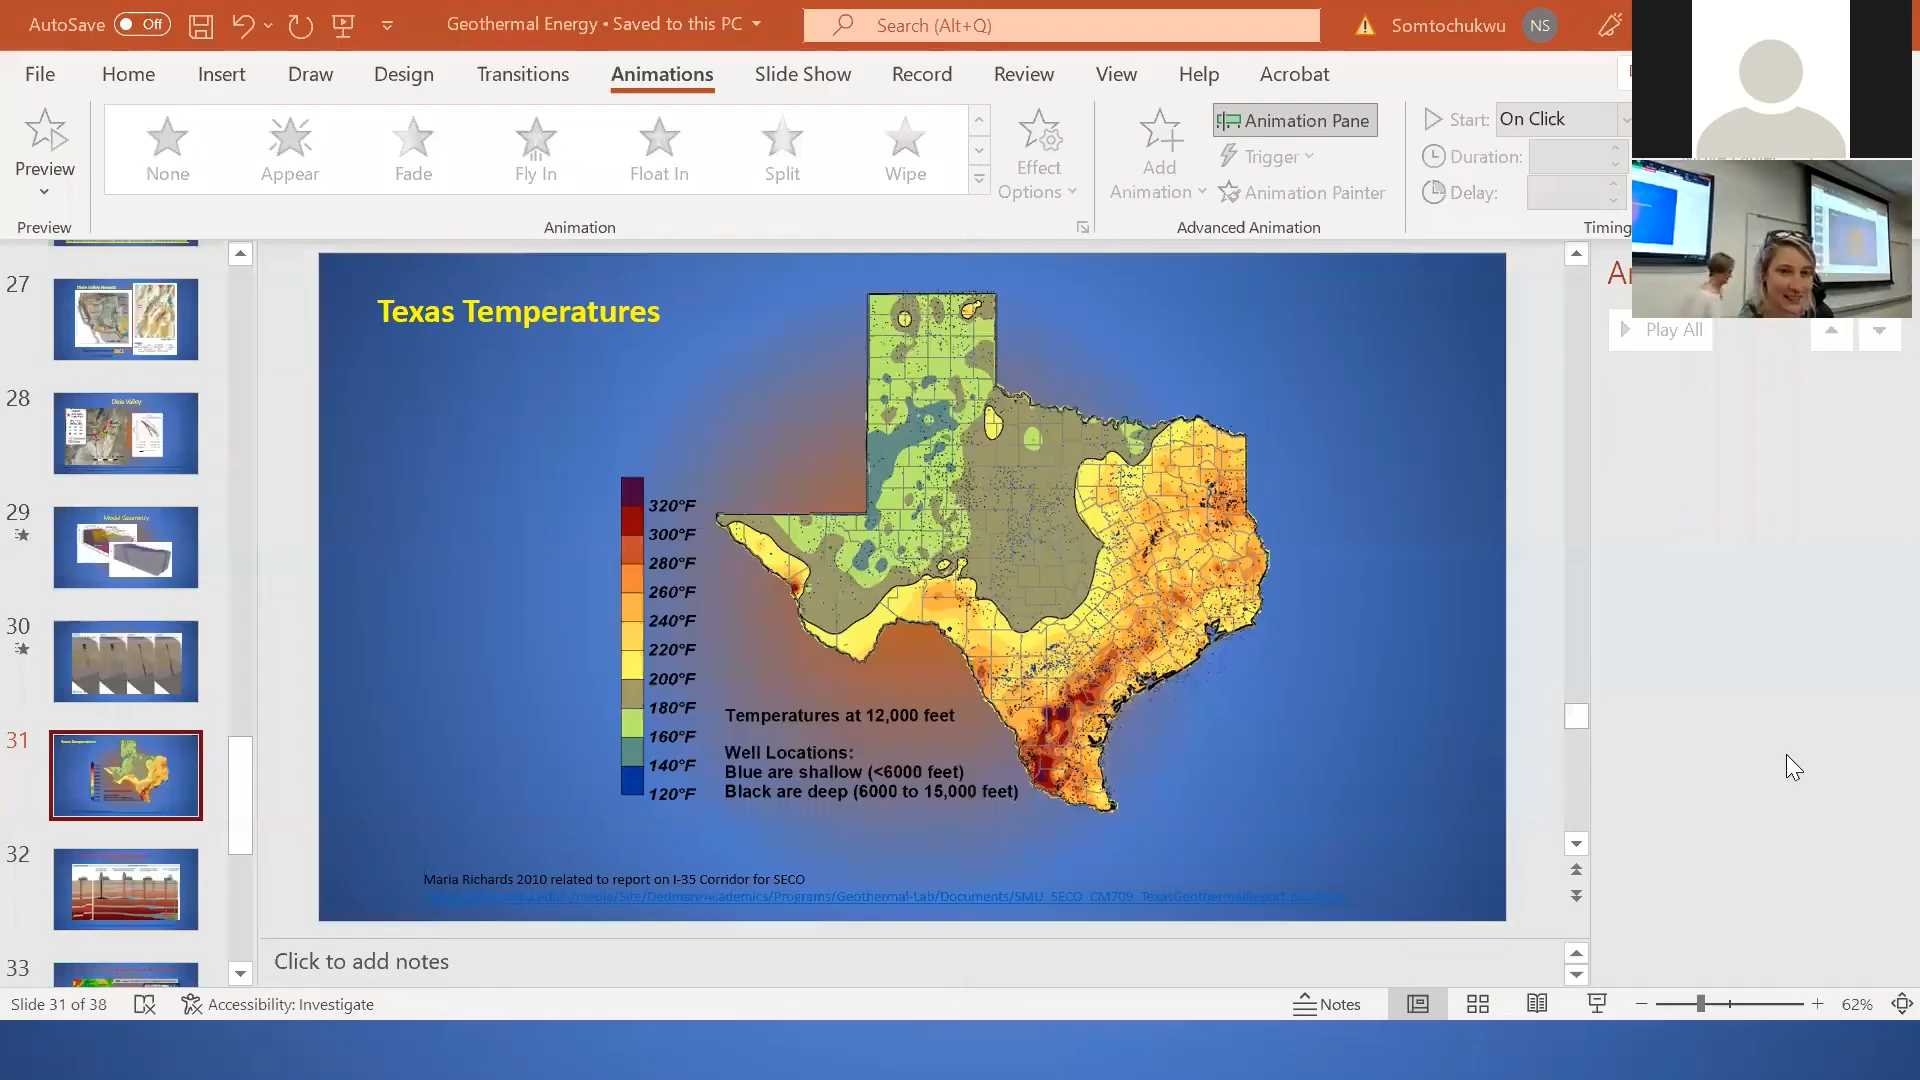 AutoSave Off
Geothermal Energy • Saved to this PC
Search (Alt+Q)
Somtochukwu
NS
File Home Insert Draw Design Transitions Animations Slide Show Record Review View Help Acrobat
Preview
None
Appear
Fade
Fly In
Float In
Split
Wipe
Effect
Options
Add
Animation
Animation Pane
Trigger
Animation Painter
Start: On Click
Duration:
Delay:
Preview
Animation
Advanced Animation
Timing
Play All
27
28
Dixie Valley
29
Model Geometry
30
31
32
33
Texas Temperatures
320°F
300°F
280°F
260°F
240°F
220°F
200°F
180°F
160°F
140°F
120°F
Temperatures at 12,000 feet
Well Locations:
Blue are shallow (<6000 feet)
Black are deep (6000 to 15,000 feet)
Maria Richards 2010 related to report on I-35 Corridor for SECO
Click to add notes
Slide 31 of 38
Accessibility: Investigate
Notes
62%